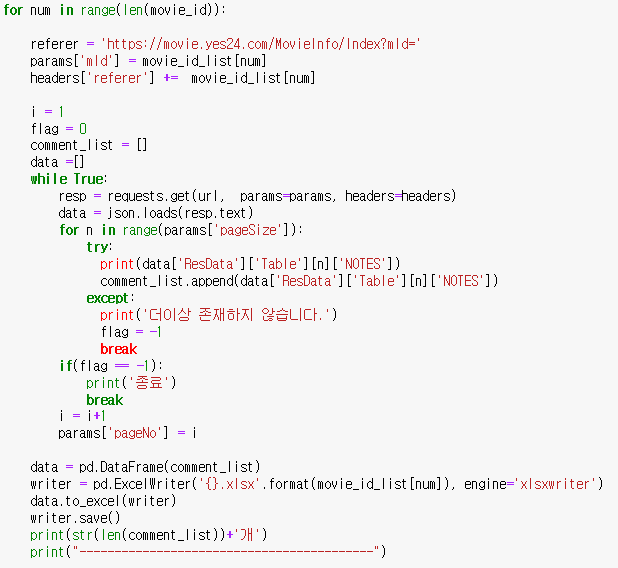 for num in range(len(movie_id)):
referer = 'https://movie.yes24.com/MovieInfo/Index?mId='
params['mId'] = movie_id_list[num]
headers['referer'] += movie_id_list[num]
i = 1
flag = 0
comment_list = []
data =[]
while True:
resp = requests.get(url, params=params, headers=headers)
data = json.loads(resp.text)
for n in range(params['pageSize']):
try:
print(data['ResData']['Table'][n]['NOTES'])
comment_list.append(data['ResData']['Table'][n]['NOTES'])
except:
print('더이상 존재하지 않습니다.')
flag = -1
break
if(flag == -1):
print('종료')
break
i = i+1
params['pageNo'] = i
data = pd.DataFrame(comment_list)
writer = pd.ExcelWriter('{}.xlsx'.format(movie_id_list[num]), engine='xlsxwriter')
data.to_excel(writer)
writer.save()
print(str(len(comment_list))+'개')
print("------------------------------------------")